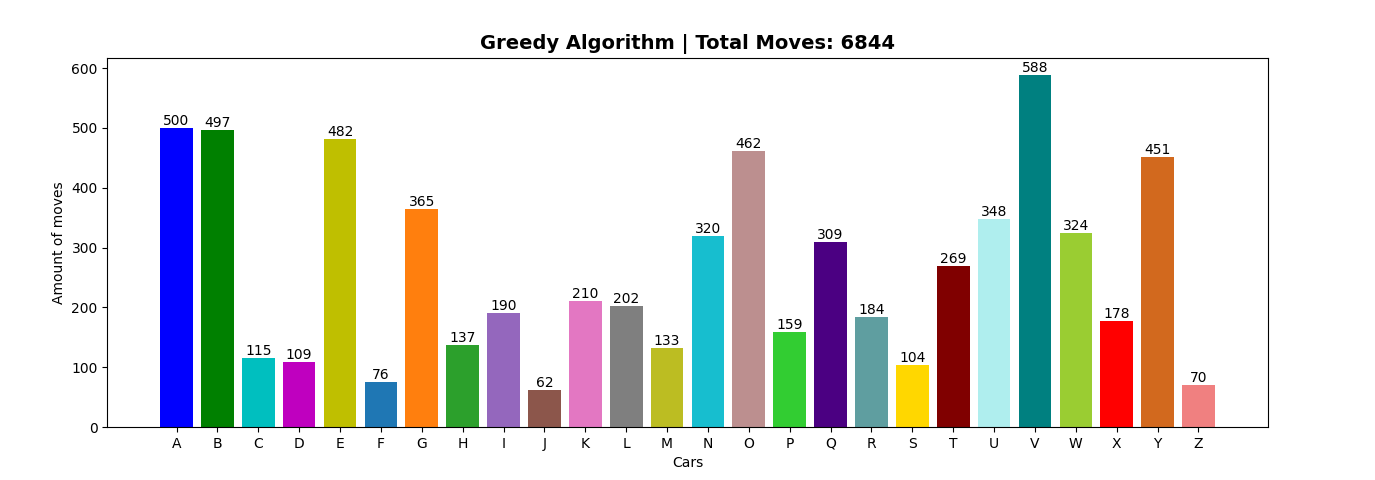 Greedy Algorithm | Total Moves: 6844
600
500
400
300
200
100
0
Amount of moves
500 497 115 109 482 76 365 137 190 62 210 202 133 320 462 159 309 184 104 269 348 588 324 178 451 70
A B C D E F G H I J K L M N O P Q R S T U V W X Y Z
Cars